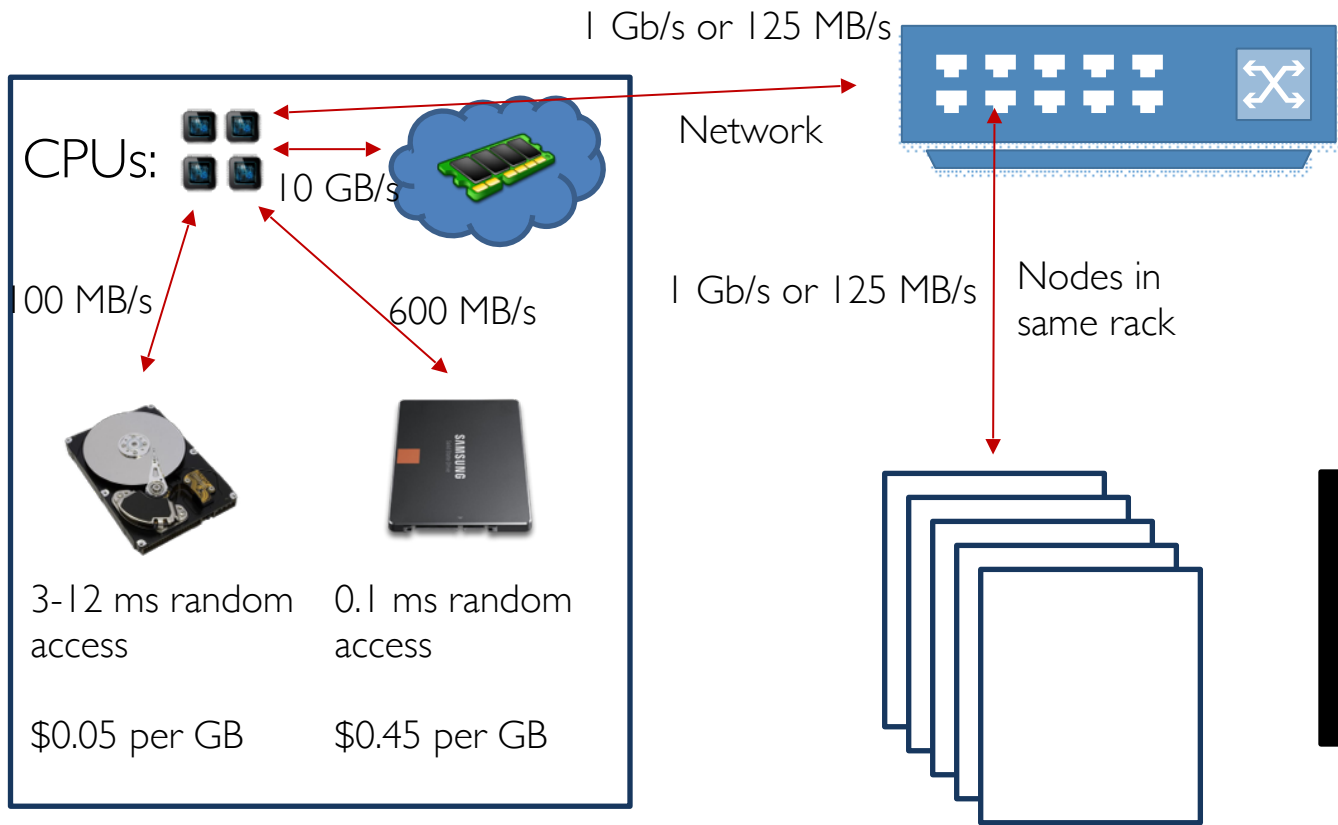 1 Gb/s or 125 MB/s
CPUs:
10 GB/s
Network
100 MB/s
600 MB/s
1 Gb/s or 125 MB/s
Nodes in
same rack
SAMSUNG
3-12 ms random
access
0.1 ms random
access
$0.05 per GB
$0.45 per GB